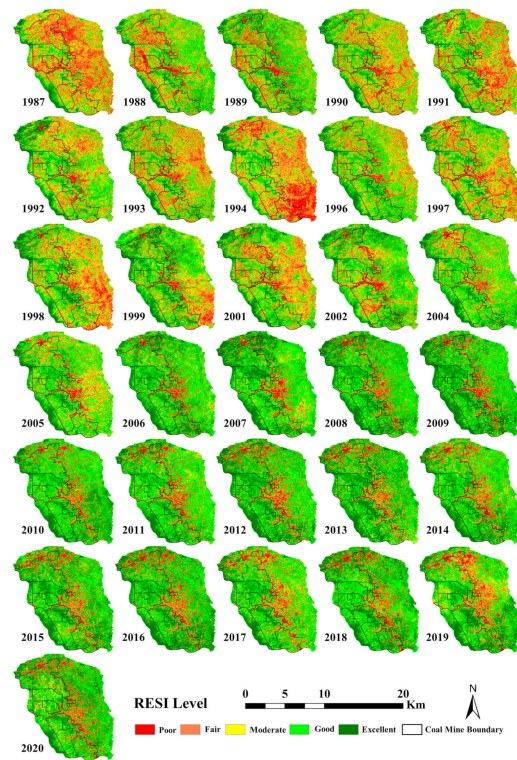 1987 1988 1989 1990 1991
1992 1993 1994 1996 1997
1998 1999 2001 2002 2004
2005 2006 2007 2008 2009
2010 2011 2012 2013 2014
2015 2016 2017 2018 2019
2020
N
RESI Level
0 5 10 20
Km
Poor Fair Moderate Good Excellent Coal Mine Boundary